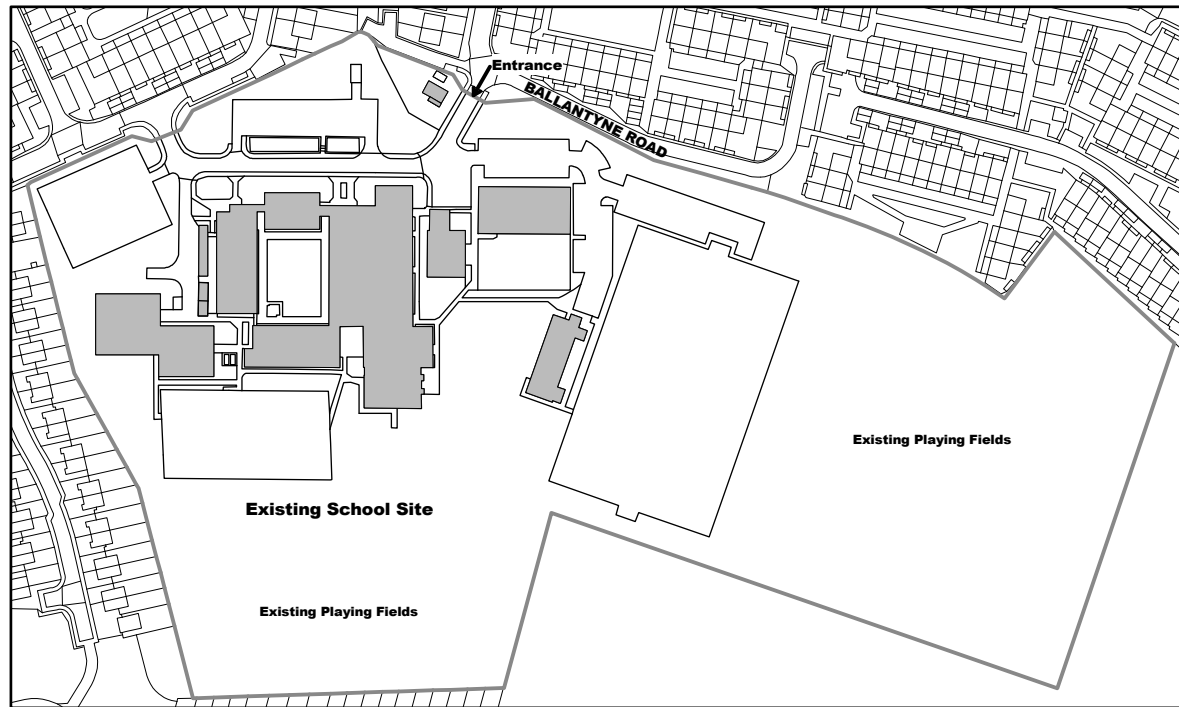 Entrance
BALLANTYNE ROAD
Existing Playing Fields
Existing School Site
Existing Playing Fields